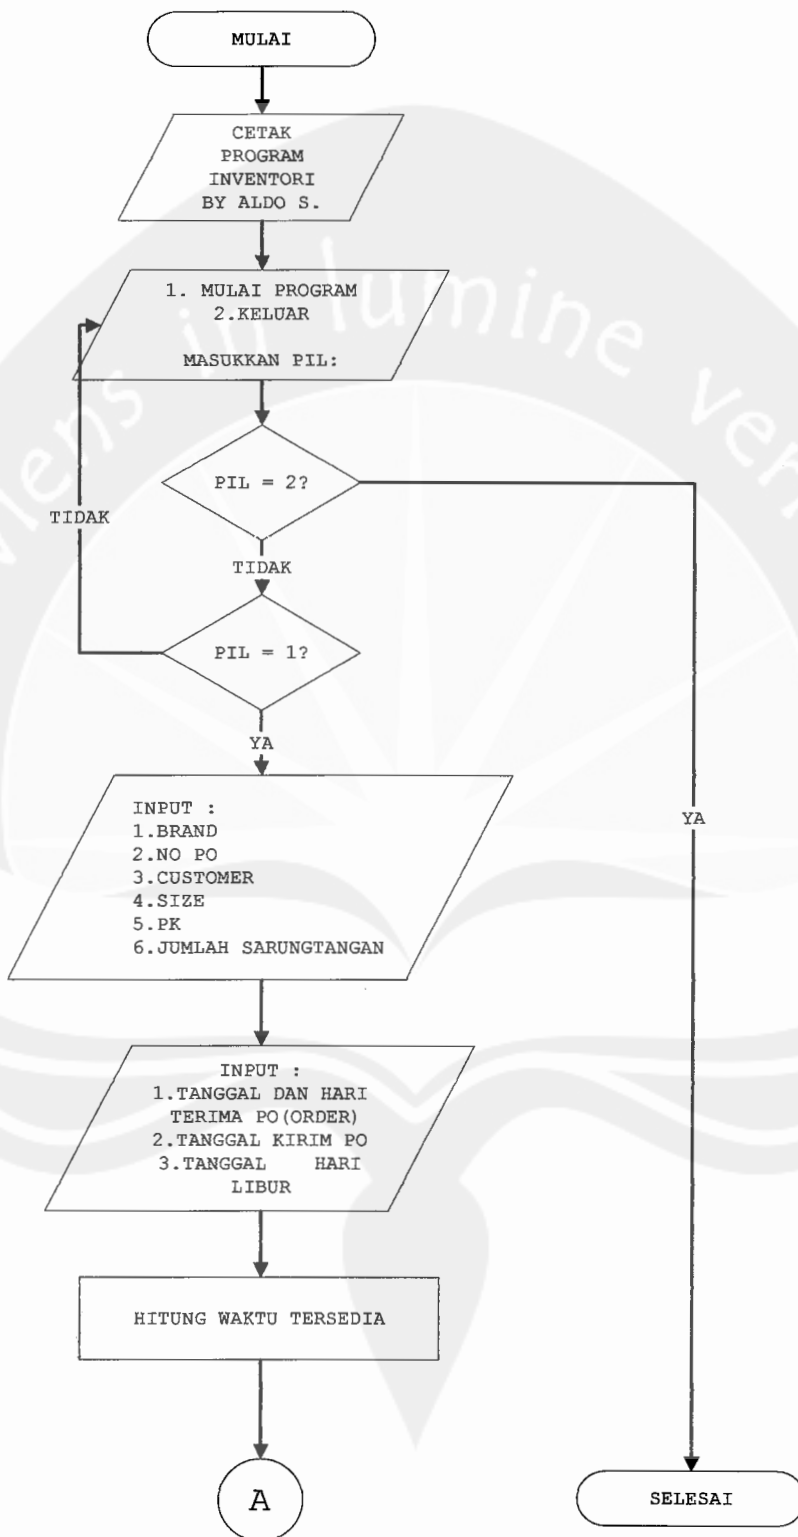 MULAI
CETAK
PROGRAM
INVENTORI
BY ALDO S.
1. MULAI PROGRAM
2.KELUAR
MASUKKAN PIL:
PIL = 2?
TIDAK
TIDAK
PIL = 1?
YA
INPUT :
1.BRAND
2.NO PO
3.CUSTOMER
4.SIZE
5.PK
6.JUMLAH SARUNGTANGAN
YA
INPUT :
1.TANGGAL DAN HARI
TERIMA PO(ORDER)
2.TANGGAL KIRIM PO
3.TANGGAL HARI
LIBUR
HITUNG WAKTU TERSEDIA
A
SELESAI
in lumine